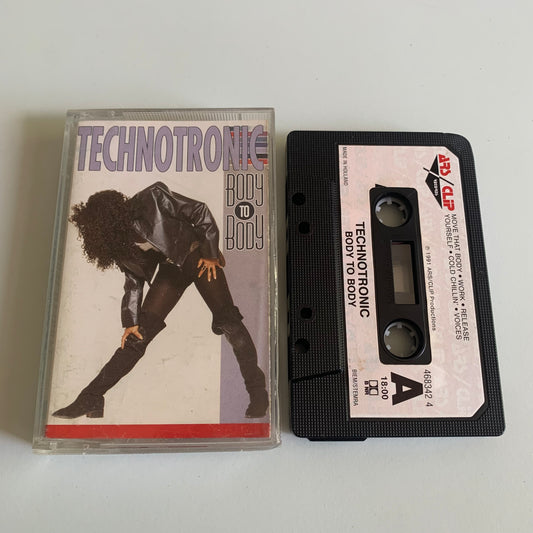 TECHNOTRONIC
BODY
TO
BODY
ARS/CLIP
MOVE THAT BODY • WORK • RELEASE
YOURSELF • COLD CHILLIN' • VOICES
MADE IN HOLLAND
℗ 1991 ARS/CLIP Productions
TECHNOTRONIC
BODY TO BODY
468342 4
A
18:00
B NR
BIEM/STEMRA